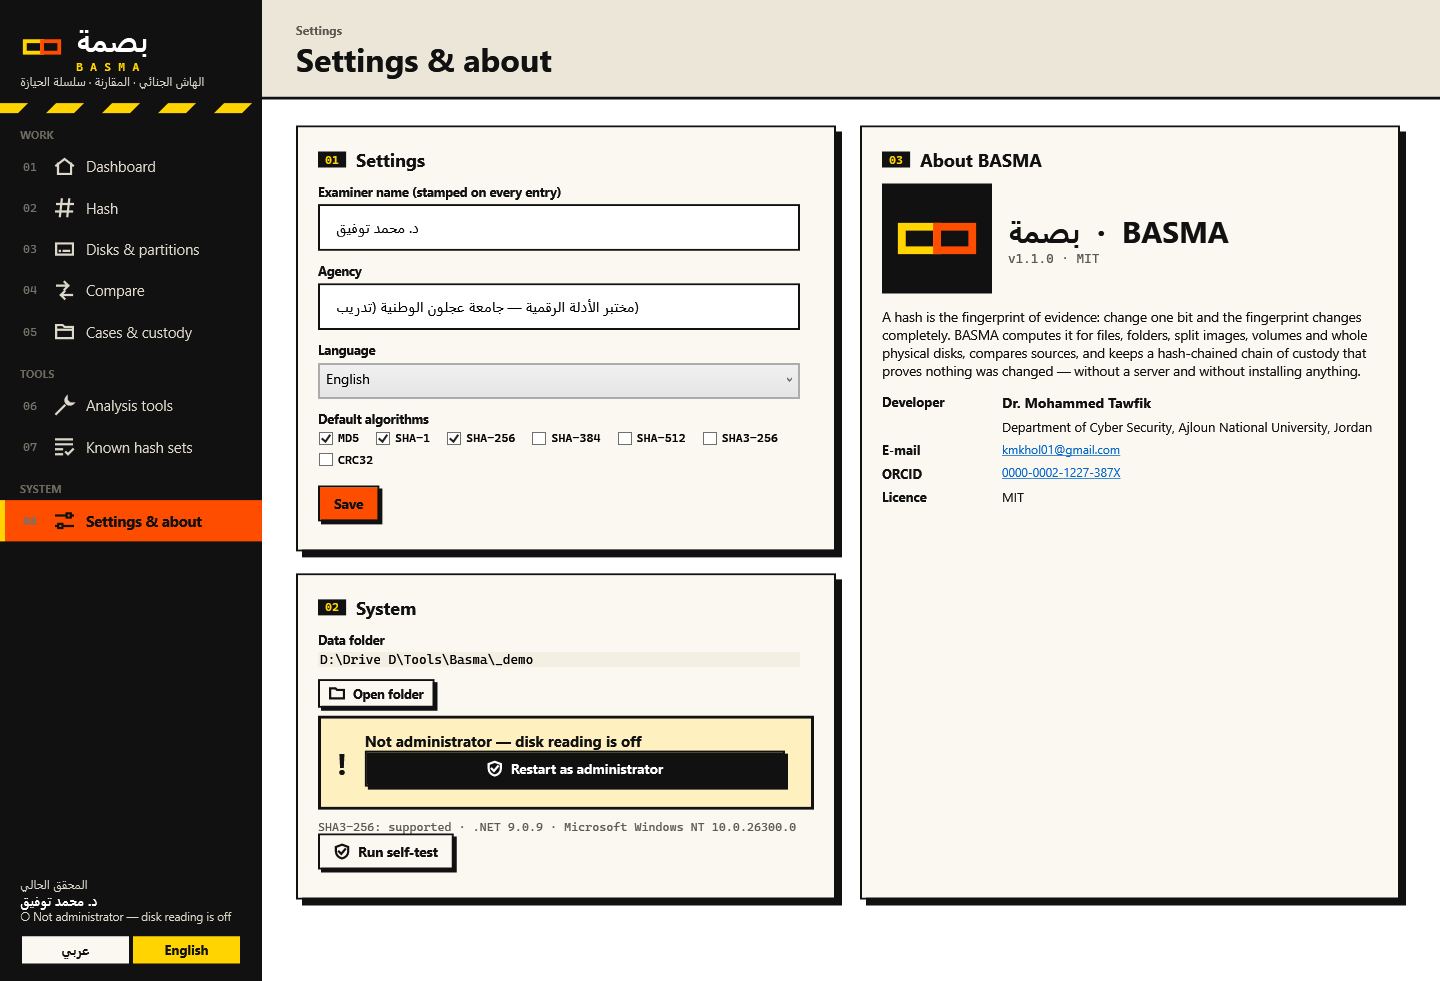 بصمة
BASMA
الهاش الجنائي · المقارنة · سلسلة الحيازة
WORK
01 Dashboard
02 Hash
03 Disks & partitions
04 Compare
05 Cases & custody
TOOLS
06 Analysis tools
07 Known hash sets
SYSTEM
08 Settings & about
المحقق الحالي
د. محمد توفيق
Not administrator — disk reading is off
عربي English
Settings
Settings & about
01 Settings
Examiner name (stamped on every entry)
د. محمد توفيق
Agency
مختبر الأدلة الرقمية — جامعة عجلون الوطنية (تدريب)
Language
English
Default algorithms
MD5 SHA-1 SHA-256 SHA-384 SHA-512 SHA3-256
CRC32
Save
02 System
Data folder
D:\Drive D\Tools\Basma\_demo
Open folder
! Not administrator — disk reading is off
Restart as administrator
SHA3-256: supported · .NET 9.0.9 · Microsoft Windows NT 10.0.26300.0
Run self-test
03 About BASMA
بصمة · BASMA
v1.1.0 · MIT
A hash is the fingerprint of evidence: change one bit and the fingerprint changes
completely. BASMA computes it for files, folders, split images, volumes and whole
physical disks, compares sources, and keeps a hash-chained chain of custody that
proves nothing was changed — without a server and without installing anything.
Developer Dr. Mohammed Tawfik
Department of Cyber Security, Ajloun National University, Jordan
E-mail kmkhol01@gmail.com
ORCID 0000-0002-1227-387X
Licence MIT